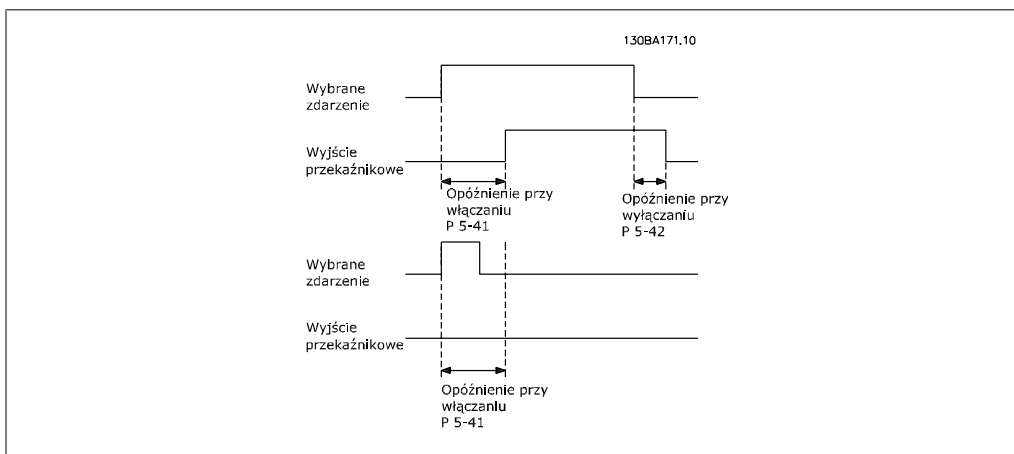 130BA171.10
Wybrane
zdarzenie
Wyjście
przekaźnikowe
Opóźnienie przy
włączaniu
P 5-41
Opóźnienie przy
wyłączaniu
P 5-42
Wybrane
zdarzenie
Wyjście
przekaźnikowe
Opóźnienie przy
włączaniu
P 5-41